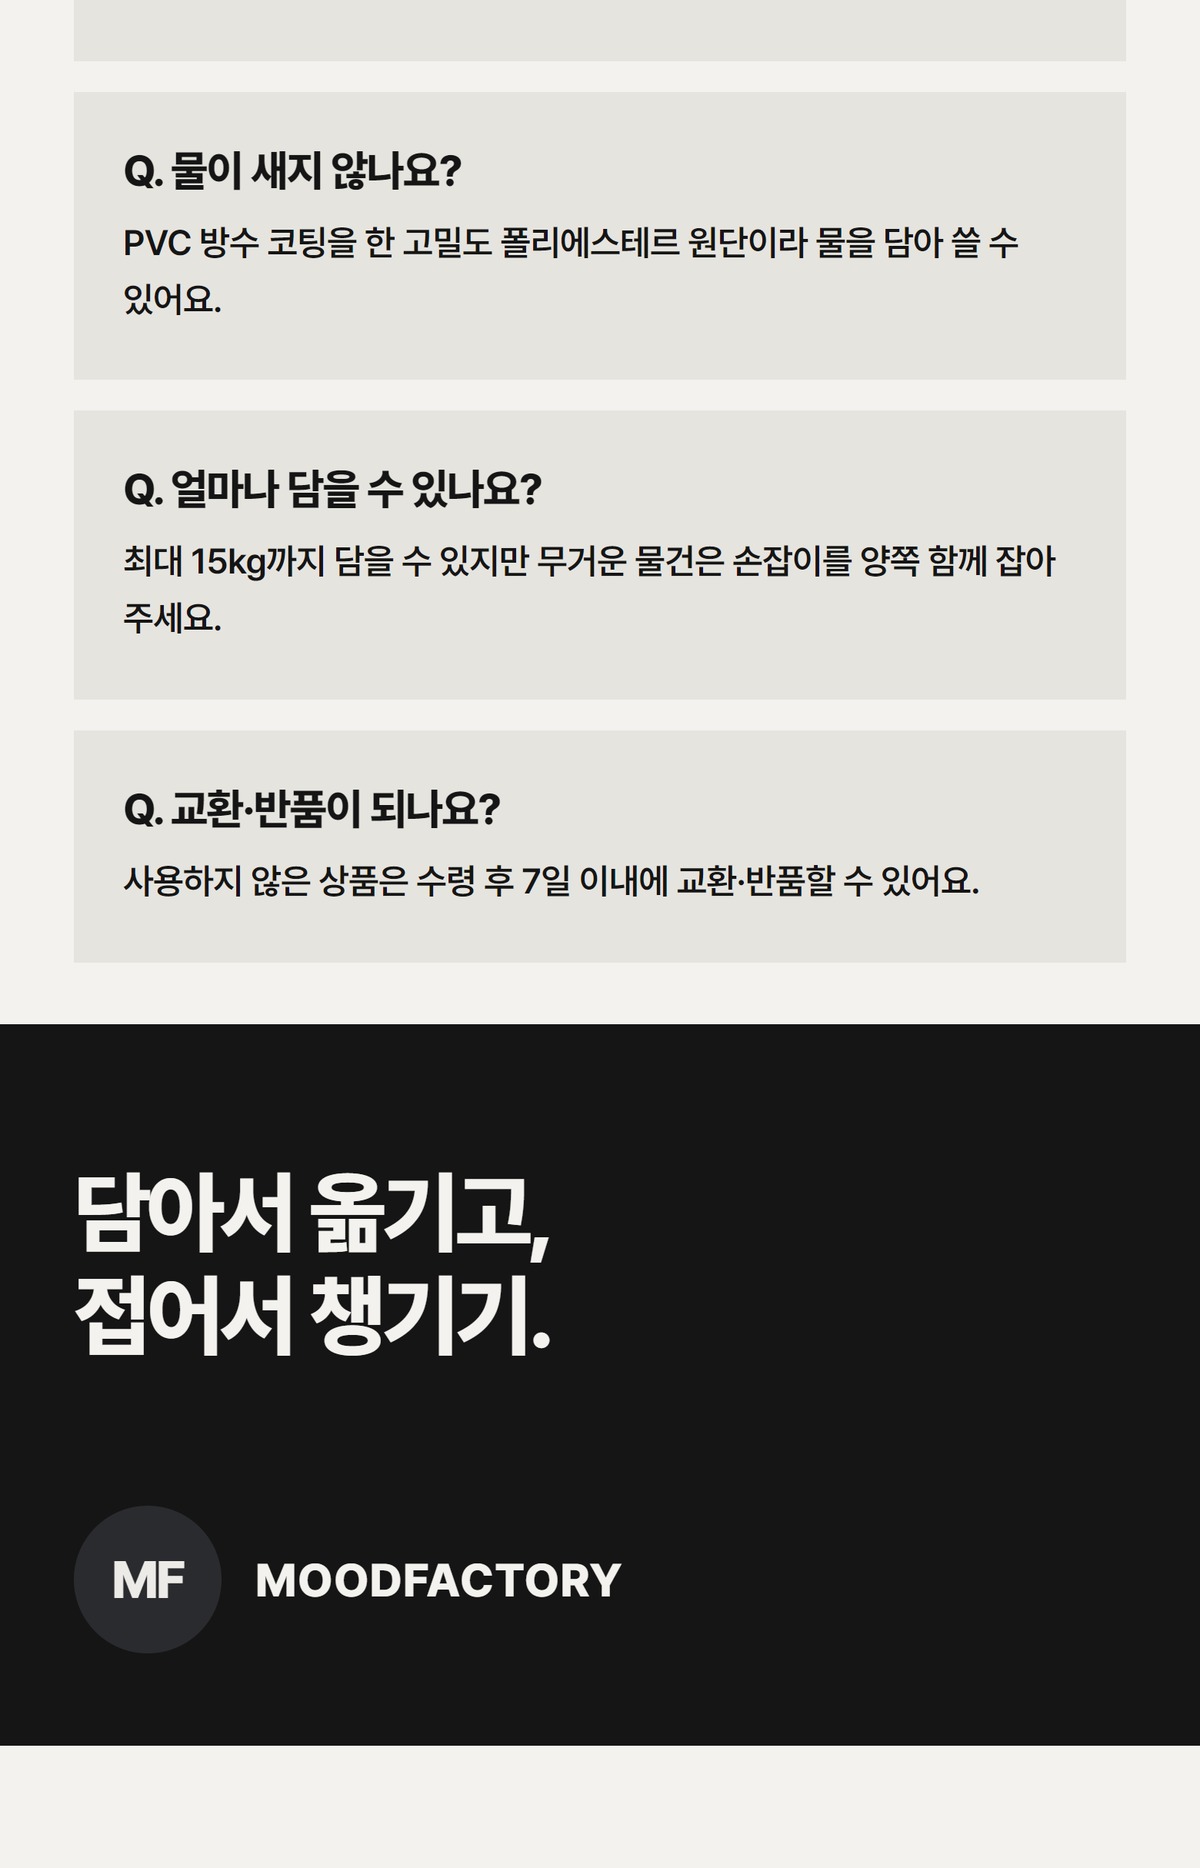 Q. 물이 새지 않나요?
PVC 방수 코팅을 한 고밀도 폴리에스테르 원단이라 물을 담아 쓸 수
있어요.
Q. 얼마나 담을 수 있나요?
최대 15kg까지 담을 수 있지만 무거운 물건은 손잡이를 양쪽 함께 잡아
주세요.
Q. 교환·반품이 되나요?
사용하지 않은 상품은 수령 후 7일 이내에 교환·반품할 수 있어요.
담아서 옮기고,
접어서 챙기기.
MF
MOODFACTORY